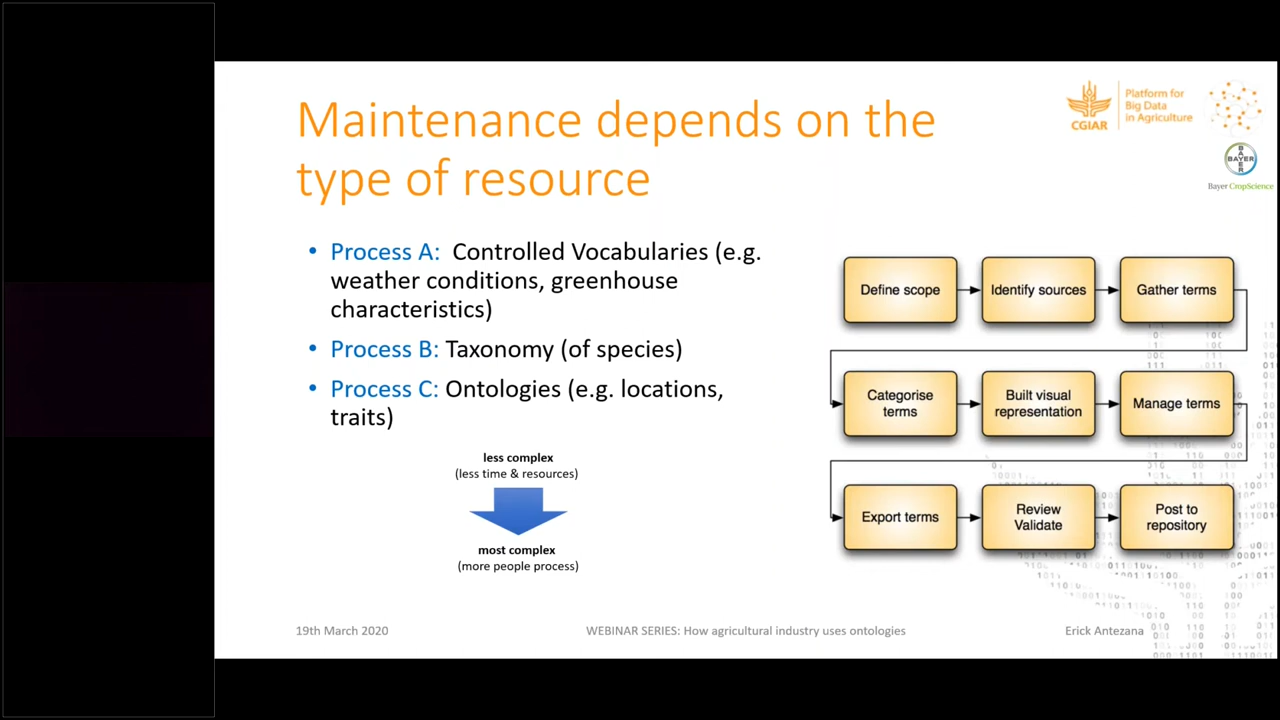 Maintenance depends on the
type of resource
CGIAR
Platform for
Big Data
in Agriculture
BAYER
BAYER
Bayer CropScience
• Process A: Controlled Vocabularies (e.g.
weather conditions, greenhouse
characteristics)
• Process B: Taxonomy (of species)
• Process C: Ontologies (e.g. locations,
traits)
less complex
(less time & resources)
most complex
(more people process)
Define scope
Identify sources
Gather terms
Categorise
terms
Built visual
representation
Manage terms
Export terms
Review
Validate
Post to
repository
19th March 2020
WEBINAR SERIES: How agricultural industry uses ontologies
Erick Antezana